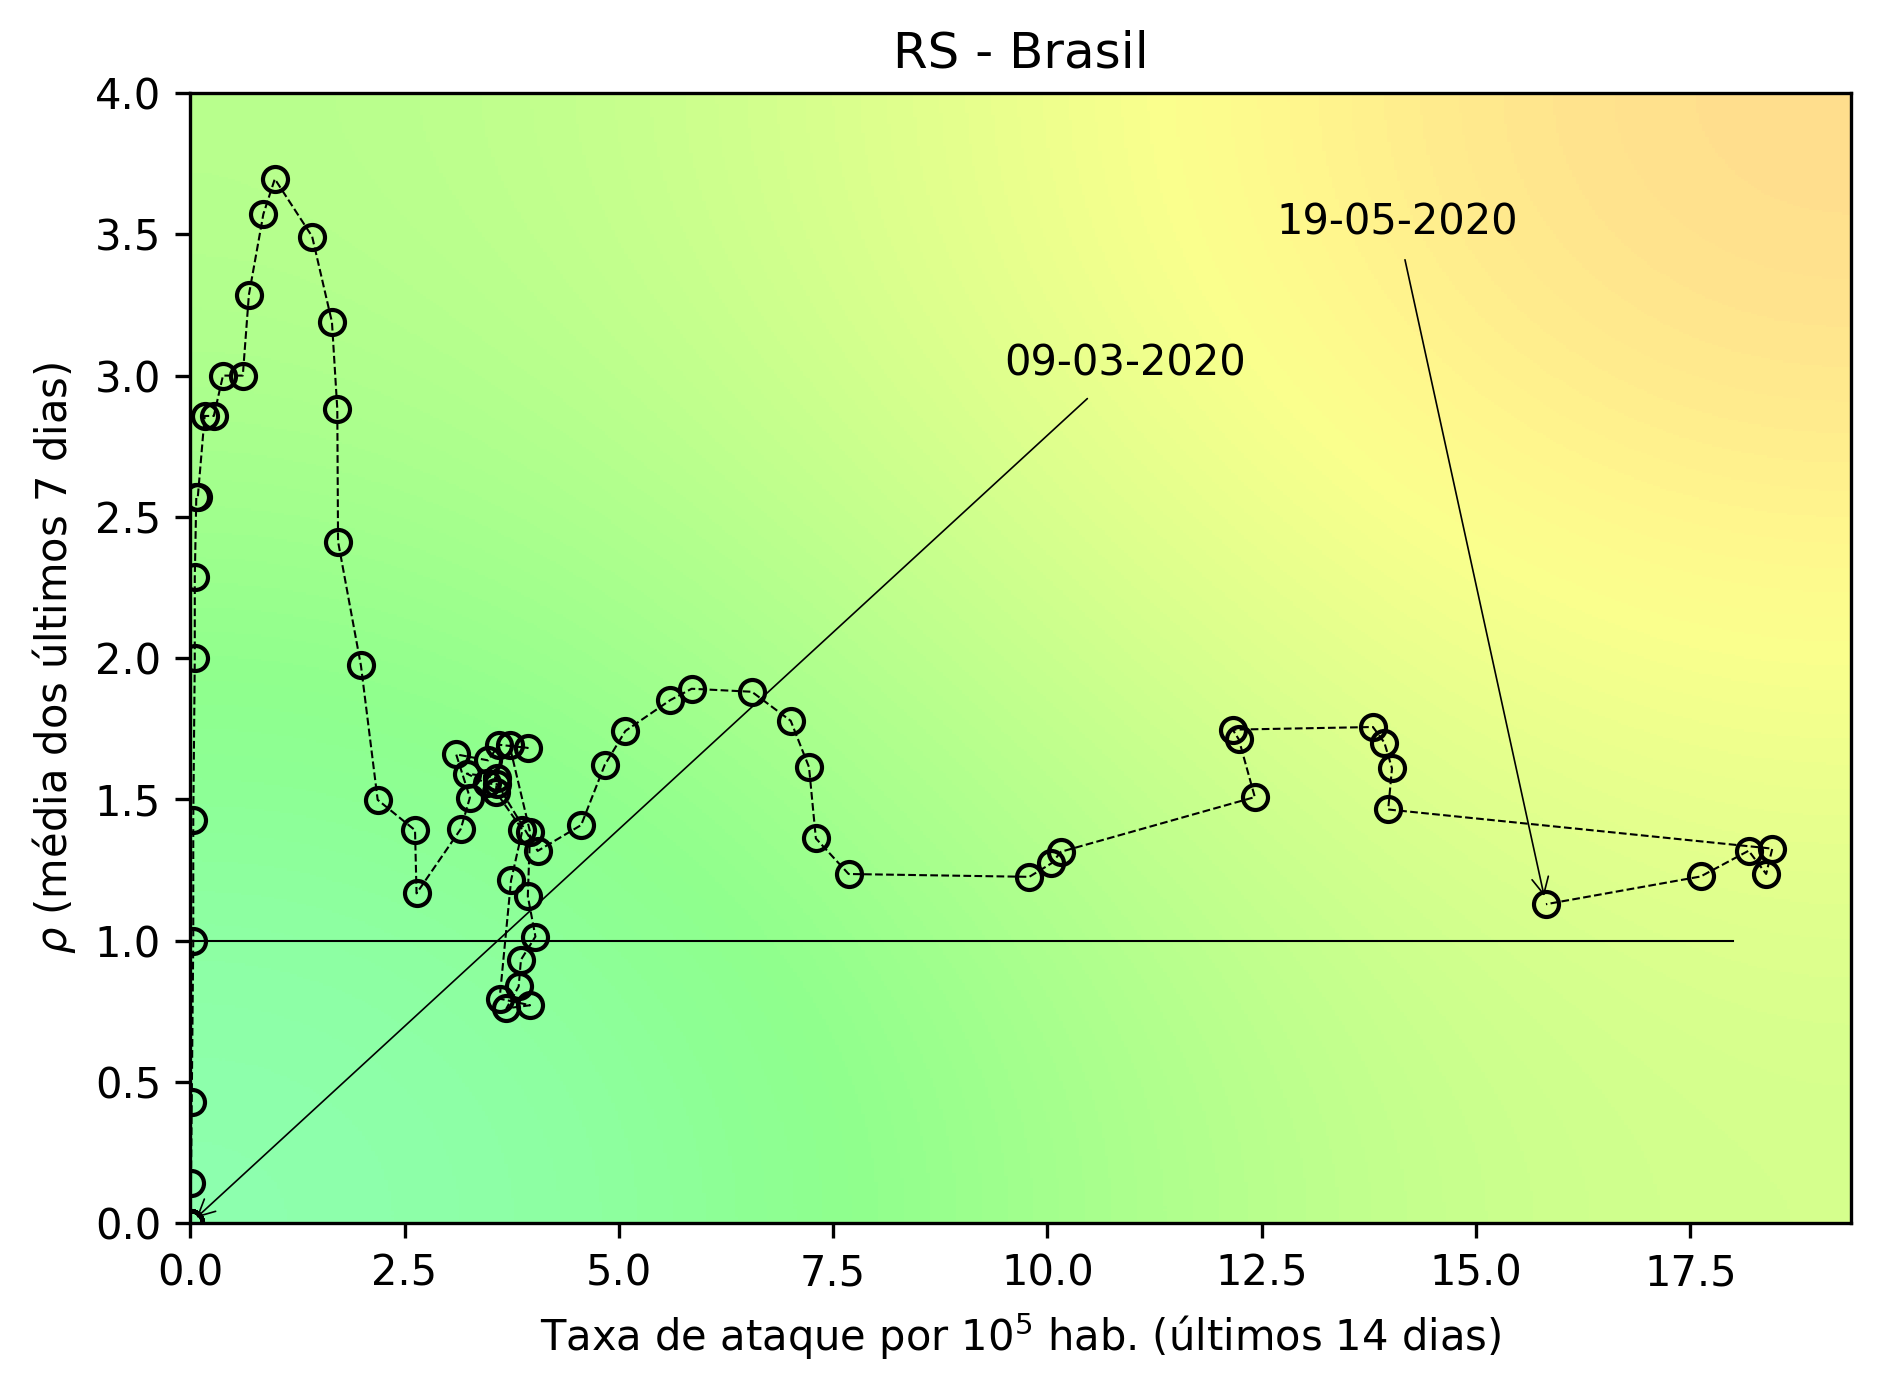 RS - Brasil
4.0
3.5
3.0
2.5
2.0
1.5
1.0
0.5
0.0
ρ (média dos últimos 7 dias)
19-05-2020
09-03-2020
0.0 2.5 5.0 7.5 10.0 12.5 15.0 17.5
Taxa de ataque por 10⁵ hab. (últimos 14 dias)